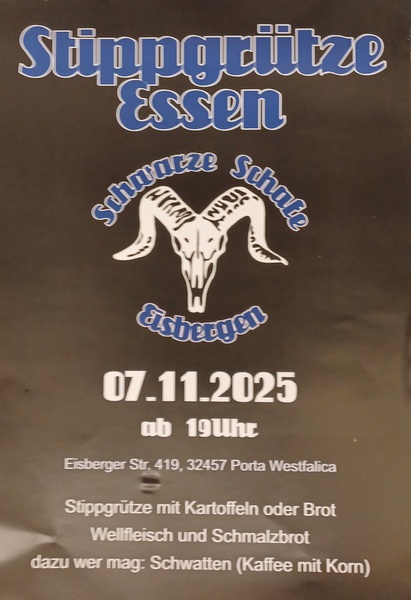 Stippgrütze
Essen
Schwarze Schafe
Eisbergen
07.11.2025
ab 19Uhr
Eisberger Str. 419, 32457 Porta Westfalica
Stippgrütze mit Kartoffeln oder Brot
Wellfleisch und Schmalzbrot
dazu wer mag: Schwatten (Kaffee mit Korn)